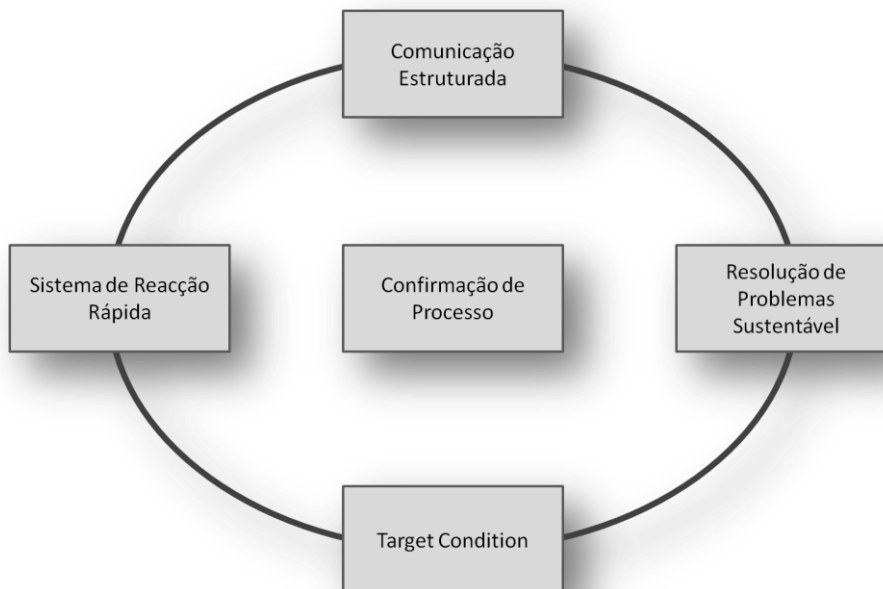 Comunicação
Estruturada
Sistema de Reacção
Rápida
Confirmação de
Processo
Resolução de
Problemas
Sustentável
Target Condition